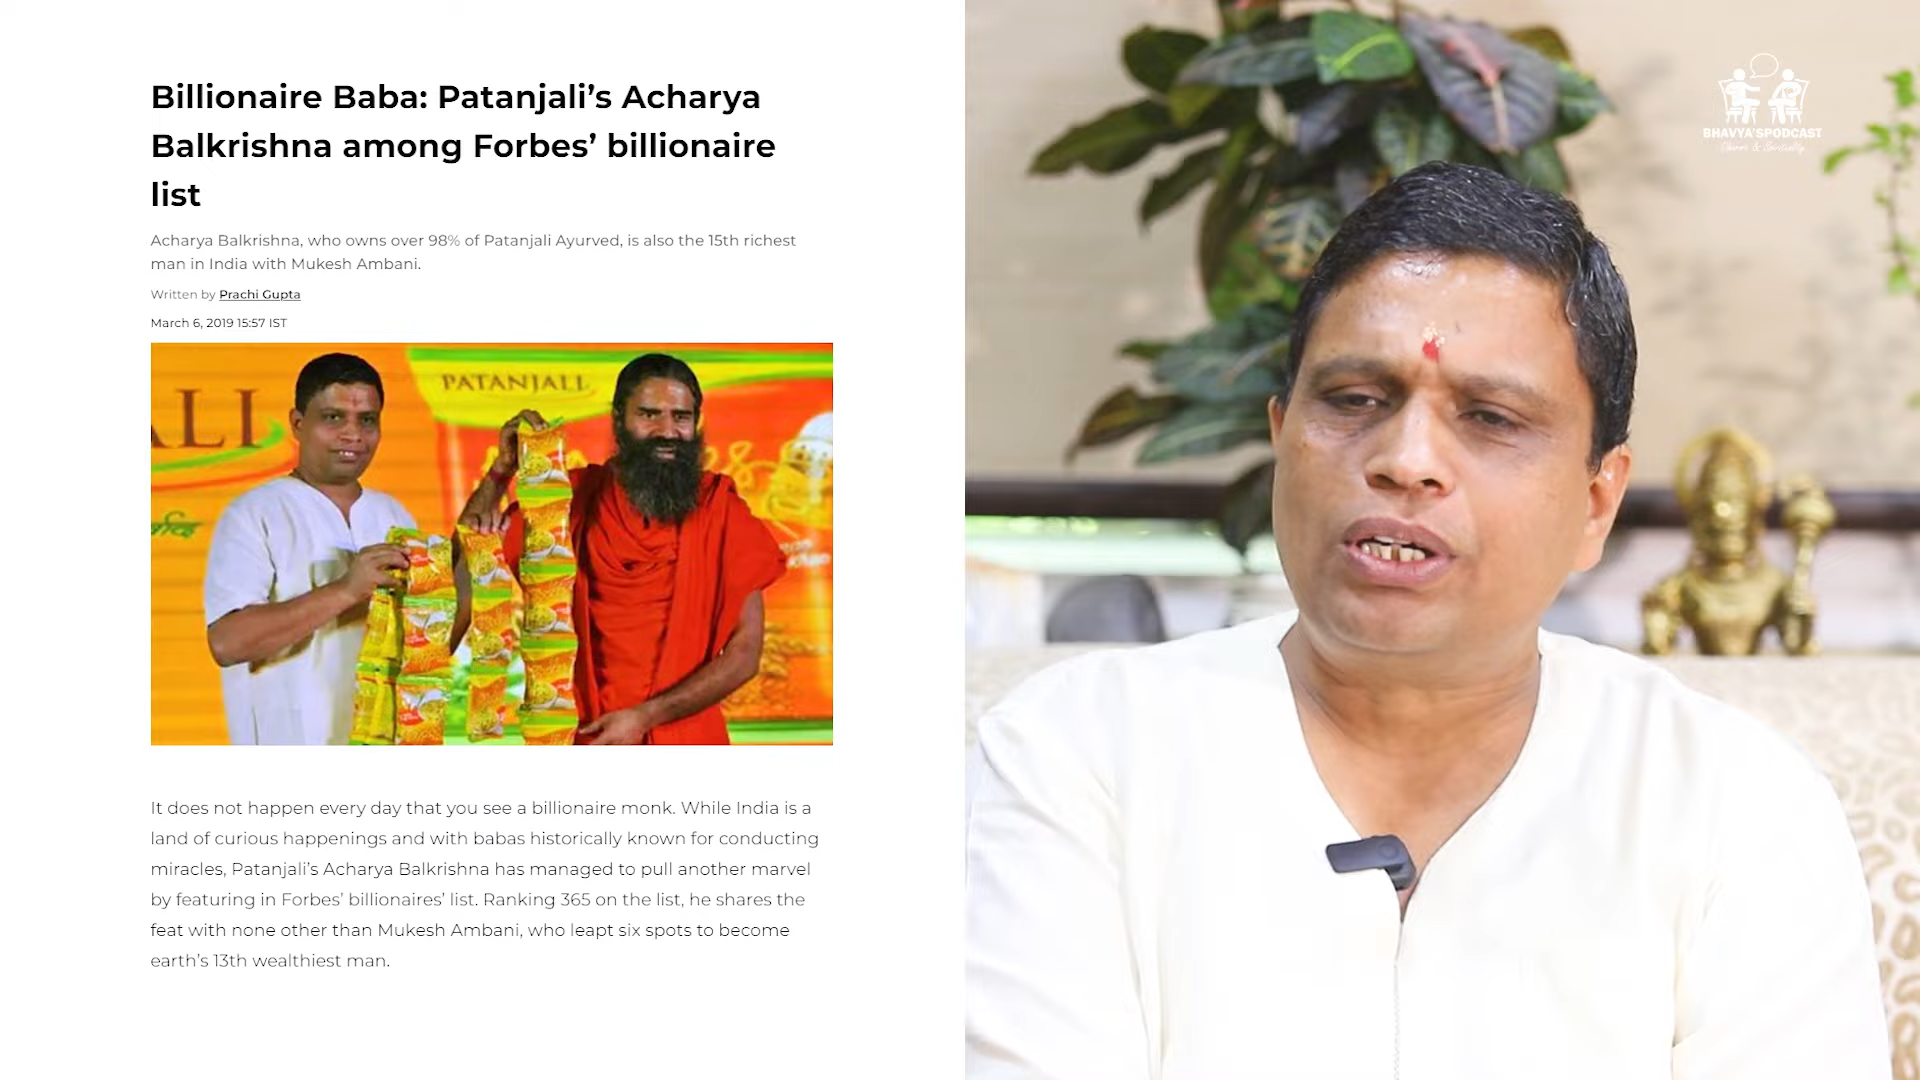 Billionaire Baba: Patanjali’s Acharya
Balkrishna among Forbes’ billionaire
list
Acharya Balkrishna, who owns over 98% of Patanjali Ayurved, is also the 15th richest
man in India with Mukesh Ambani.
Written by Prachi Gupta
March 6, 2019 15:57 IST
ALI
PATANJALI
It does not happen every day that you see a billionaire monk. While India is a
land of curious happenings and with babas historically known for conducting
miracles, Patanjali’s Acharya Balkrishna has managed to pull another marvel
by featuring in Forbes’ billionaires’ list. Ranking 365 on the list, he shares the
feat with none other than Mukesh Ambani, who leapt six spots to become
earth’s 13th wealthiest man.
BHAVYA'SPODCAST